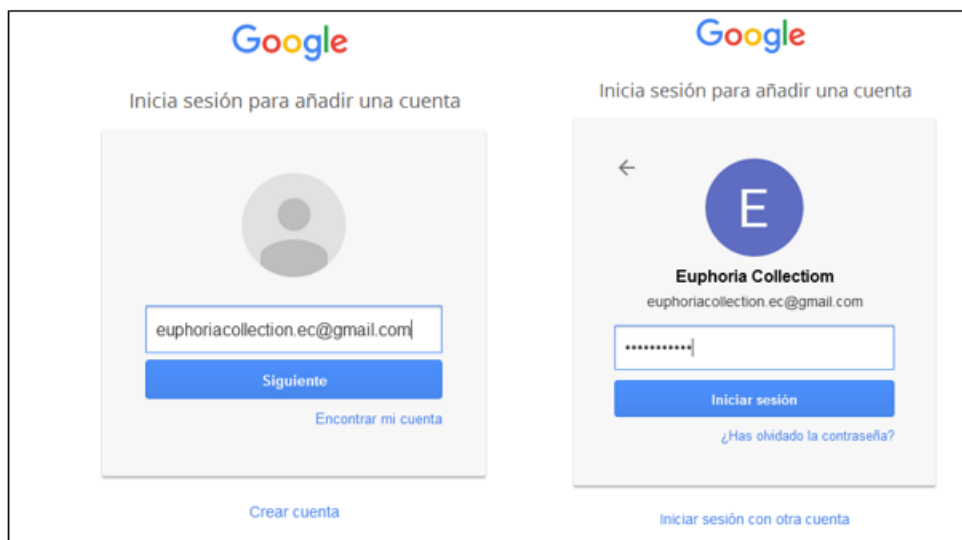 Google
Inicia sesión para añadir una cuenta
euphoriacollection.ec@gmail.com
Siguiente
Encontrar mi cuenta
Crear cuenta
Google
Inicia sesión para añadir una cuenta
E
Euphoria Collectiom
euphoriacollection.ec@gmail.com
•••••••••••
Iniciar sesión
¿Has olvidado la contraseña?
Iniciar sesión con otra cuenta